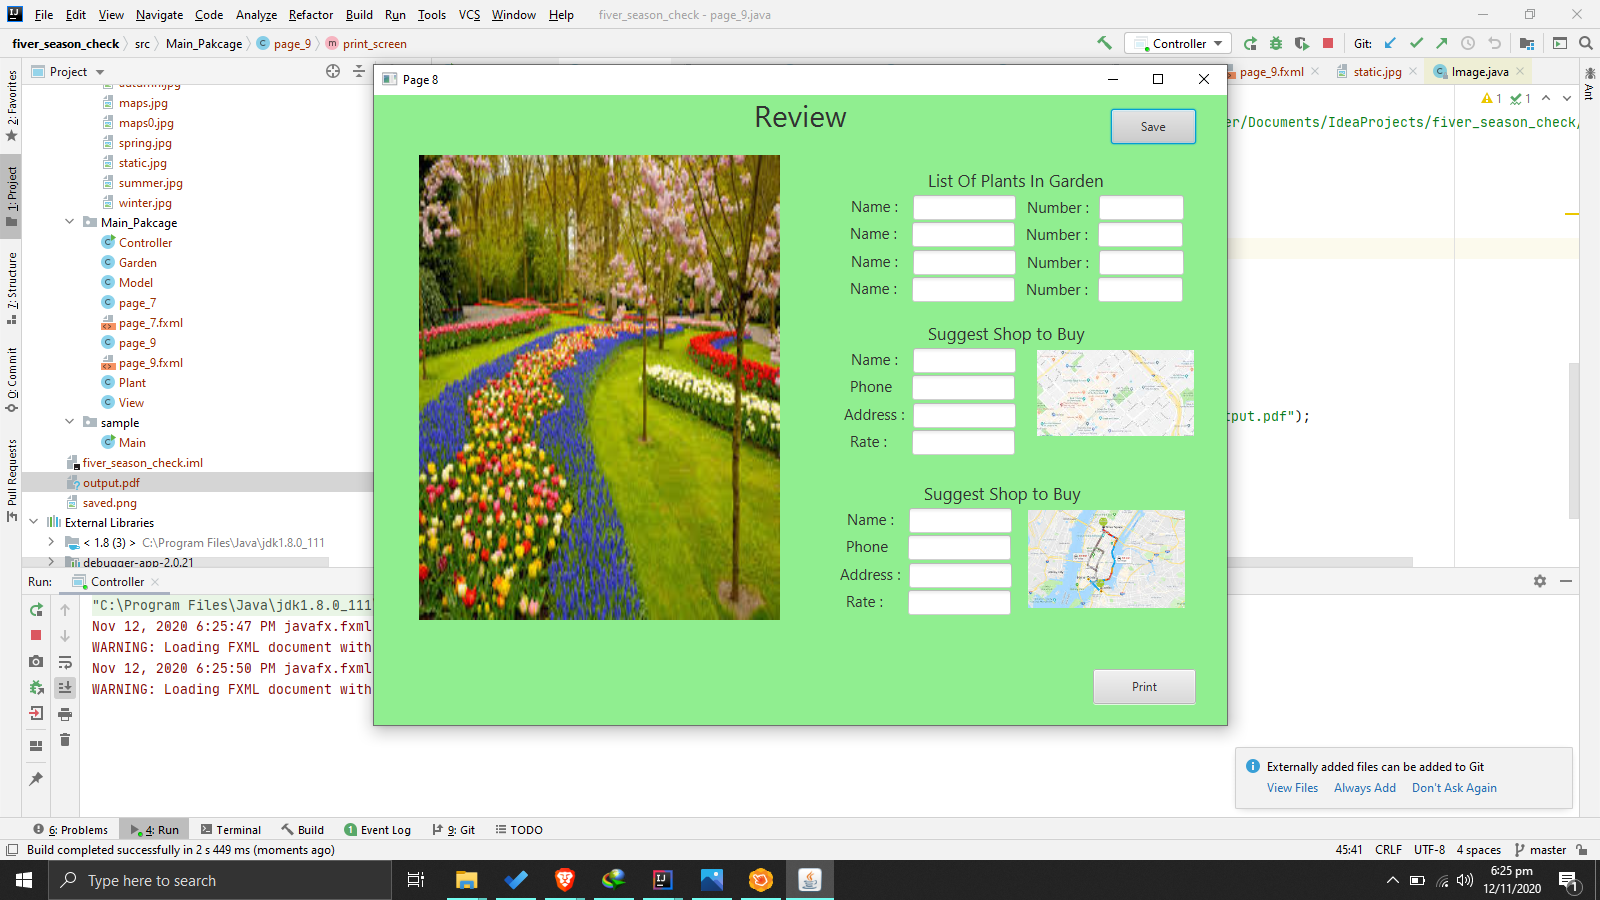 File Edit View Navigate Code Analyze Refactor Build Run Tools VCS Window Help fiver_season_check - page_9.java
fiver_season_check src Main_Pakcage page_9 print_screen Controller Git:
Project page_9.fxml static.jpg Image.java
Page 8
2: Favorites
1: Project
7: Structure
0: Commit
Pull Requests
Ant
autumn.jpg
maps.jpg
maps0.jpg
spring.jpg
static.jpg
summer.jpg
winter.jpg
Main_Pakcage
Controller
Garden
Model
page_7
page_7.fxml
page_9
page_9.fxml
Plant
View
sample
Main
fiver_season_check.iml
output.pdf
saved.png
External Libraries
< 1.8 (3) > C:\Program Files\Java\jdk1.8.0_111
debugger-app-2.0.21
1 1
er/Documents/IdeaProjects/fiver_season_check/
tput.pdf");
Review
Save
List Of Plants In Garden
Name : Number :
Name : Number :
Name : Number :
Name : Number :
Suggest Shop to Buy
Name :
Phone
Address :
Rate :
Suggest Shop to Buy
Name :
Phone
Address :
Rate :
Print
Run: Controller
"C:\Program Files\Java\jdk1.8.0_111
Nov 12, 2020 6:25:47 PM javafx.fxml
WARNING: Loading FXML document with
Nov 12, 2020 6:25:50 PM javafx.fxml
WARNING: Loading FXML document with
Externally added files can be added to Git
View Files Always Add Don't Ask Again
6: Problems 4: Run Terminal Build 1 Event Log 9: Git TODO
Build completed successfully in 2 s 449 ms (moments ago) 45:41 CRLF UTF-8 4 spaces master
Type here to search
6:25 pm
12/11/2020
1